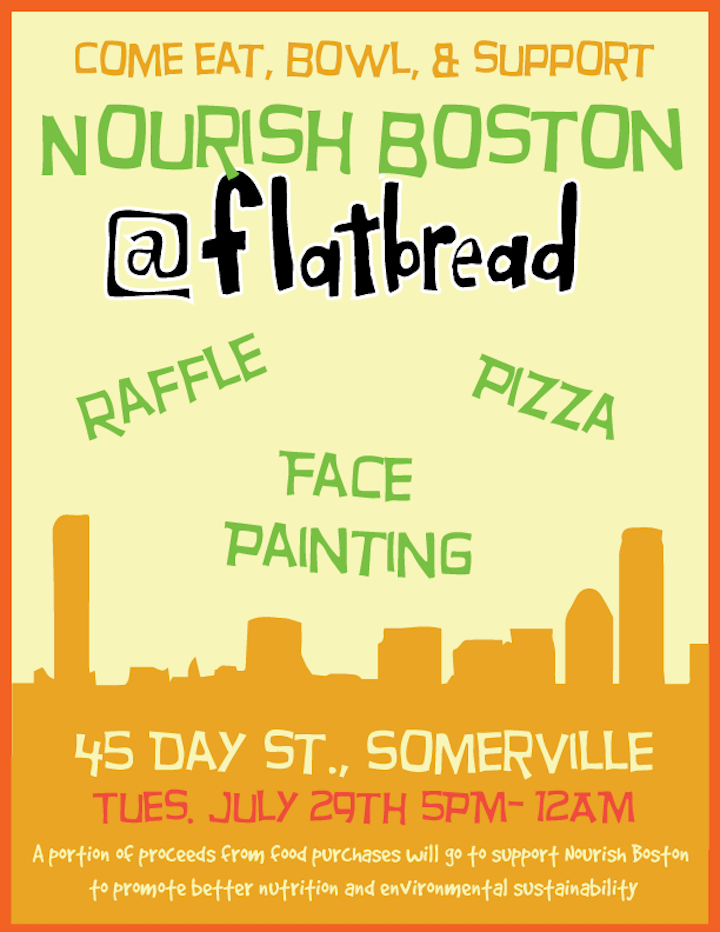 COME EAT, BOWL, & SUPPORT
NOURISH BOSTON
@flatbread
RAFFLE
PIZZA
FACE
PAINTING
45 DAY ST., SOMERVILLE
TUES. JULY 29TH 5PM- 12AM
A portion of proceeds from food purchases will go to support Nourish Boston
to promote better nutrition and environmental sustainability